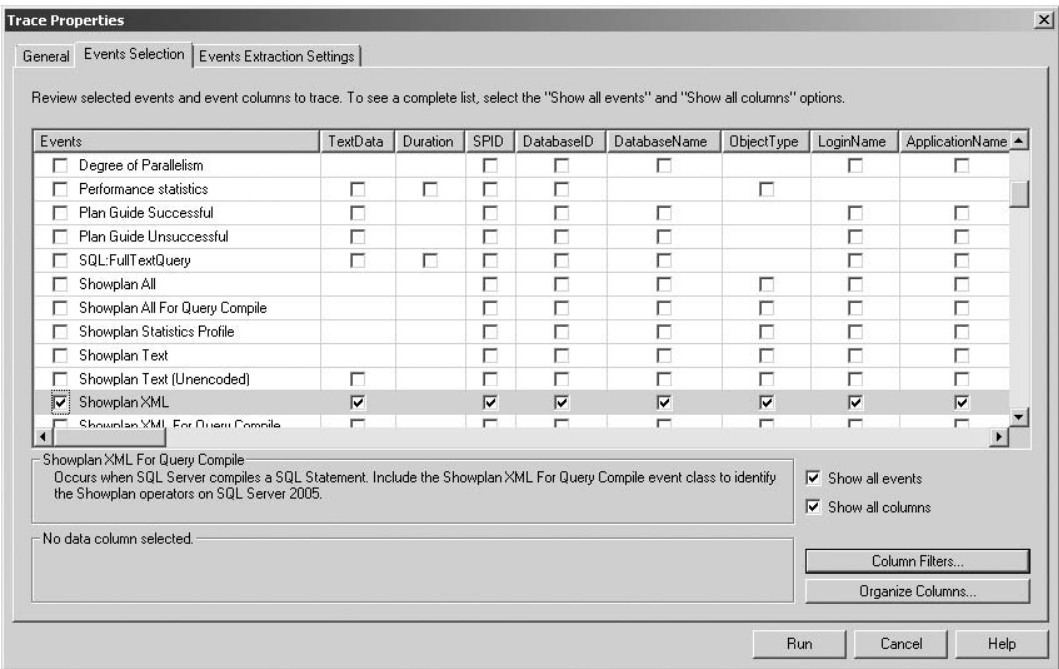 Trace Properties
General Events Selection Events Extraction Settings
Review selected events and event columns to trace. To see a complete list, select the "Show all events" and "Show all columns" options.
Events TextData Duration SPID DatabaseID DatabaseName ObjectType LoginName ApplicationName
Degree of Parallelism
Performance statistics
Plan Guide Successful
Plan Guide Unsuccessful
SQL:FullTextQuery
Showplan All
Showplan All For Query Compile
Showplan Statistics Profile
Showplan Text
Showplan Text (Unencoded)
Showplan XML
Showplan XML For Query Compile
Showplan XML For Query Compile
Occurs when SQL Server compiles a SQL Statement. Include the Showplan XML For Query Compile event class to identify
the Showplan operators on SQL Server 2005.
Show all events
Show all columns
No data column selected.
Column Filters...
Organize Columns...
Run Cancel Help